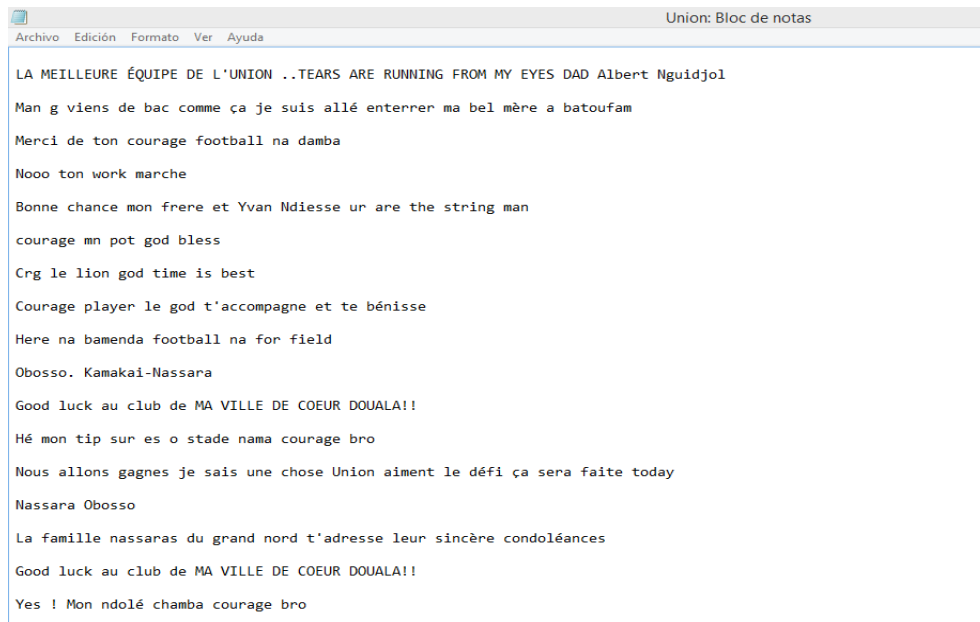 Union: Bloc de notas
Archivo Edición Formato Ver Ayuda
LA MEILLEURE ÉQUIPE DE L'UNION ..TEARS ARE RUNNING FROM MY EYES DAD Albert Nguidjol
Man g viens de bac comme ça je suis allé enterrer ma bel mère a batoufam
Merci de ton courage football na damba
Nooo ton work marche
Bonne chance mon frere et Yvan Ndiesse ur are the string man
courage mn pot god bless
Crg le lion god time is best
Courage player le god t'accompagne et te bénisse
Here na bamenda football na for field
Obosso. Kamakai-Nassara
Good luck au club de MA VILLE DE COEUR DOUALA!!
Hé mon tip sur es o stade nama courage bro
Nous allons gagnes je sais une chose Union aiment le défi ça sera faite today
Nassara Obosso
La famille nassaras du grand nord t'adresse leur sincère condoléances
Good luck au club de MA VILLE DE COEUR DOUALA!!
Yes ! Mon ndolé chamba courage bro